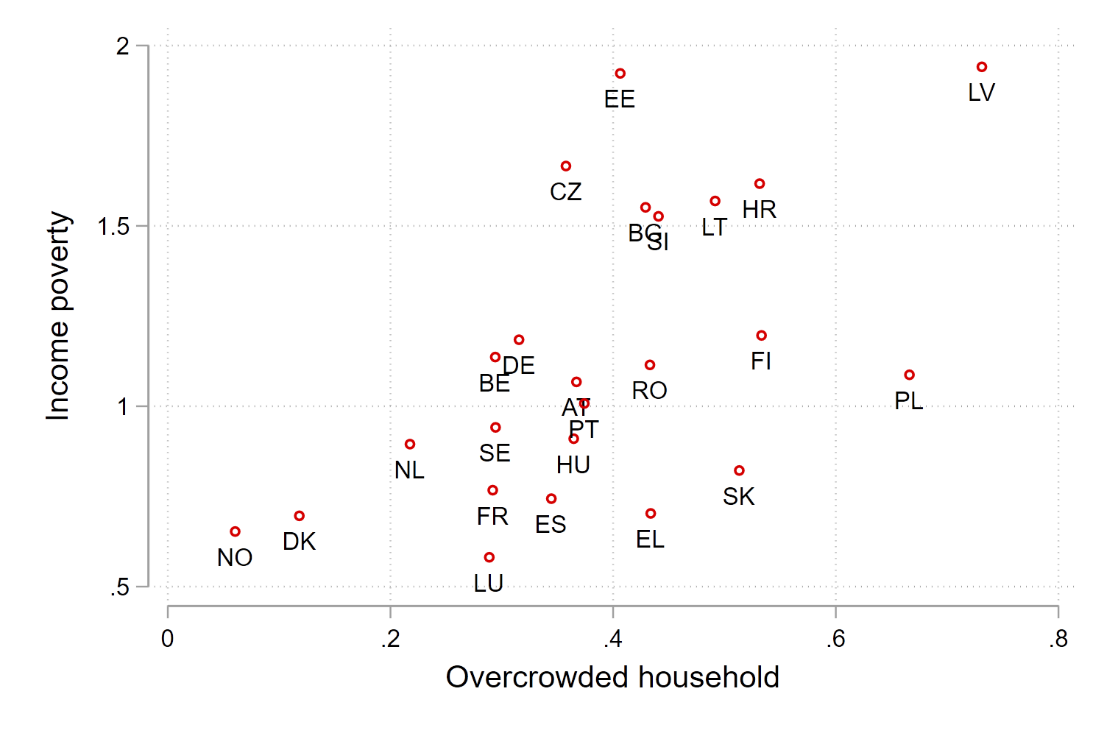 2
EE
LV
CZ
HR
BG
SI
LT
1.5
Income poverty
DE
BE
FI
RO
PL
AT
1
PT
SE
HU
NL
SK
FR
ES
EL
DK
NO
LU
.5
0 .2 .4 .6 .8
Overcrowded household